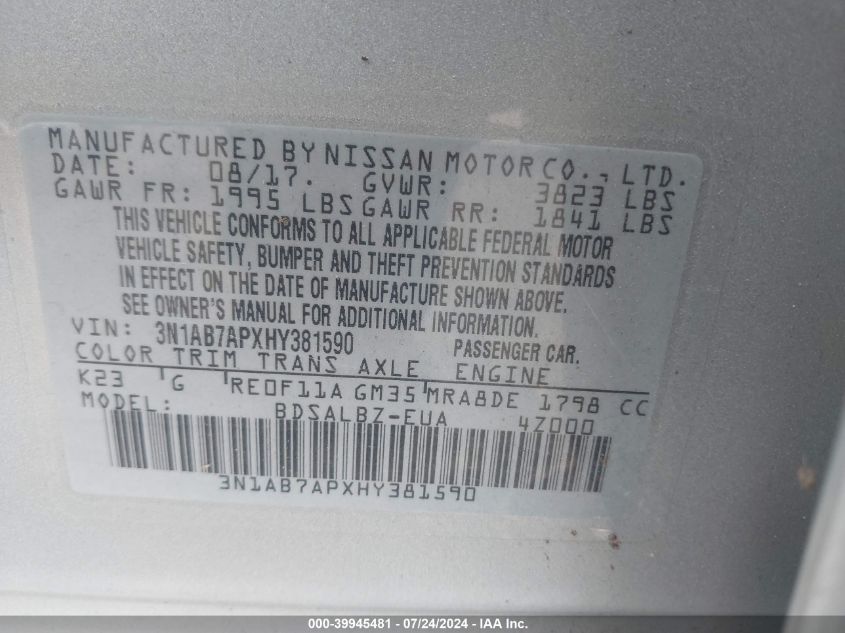 MANUFACTURED BY NISSAN MOTOR CO., LTD.
DATE: 08/17. GVWR: 3823 LBS
GAWR FR: 1995 LBS GAWR RR: 1841 LBS
THIS VEHICLE CONFORMS TO ALL APPLICABLE FEDERAL MOTOR
VEHICLE SAFETY, BUMPER AND THEFT PREVENTION STANDARDS
IN EFFECT ON THE DATE OF MANUFACTURE SHOWN ABOVE.
SEE OWNER'S MANUAL FOR ADDITIONAL INFORMATION.
VIN: 3N1AB7APXHY381590 PASSENGER CAR.
COLOR TRIM TRANS AXLE ENGINE
K23 G RE0F11A GM35 MRA8DE 1798 CC
MODEL: BDSALBZ-EUA 4Z000
3N1AB7APXHY381590
000-39945481 - 07/24/2024 - IAA Inc.